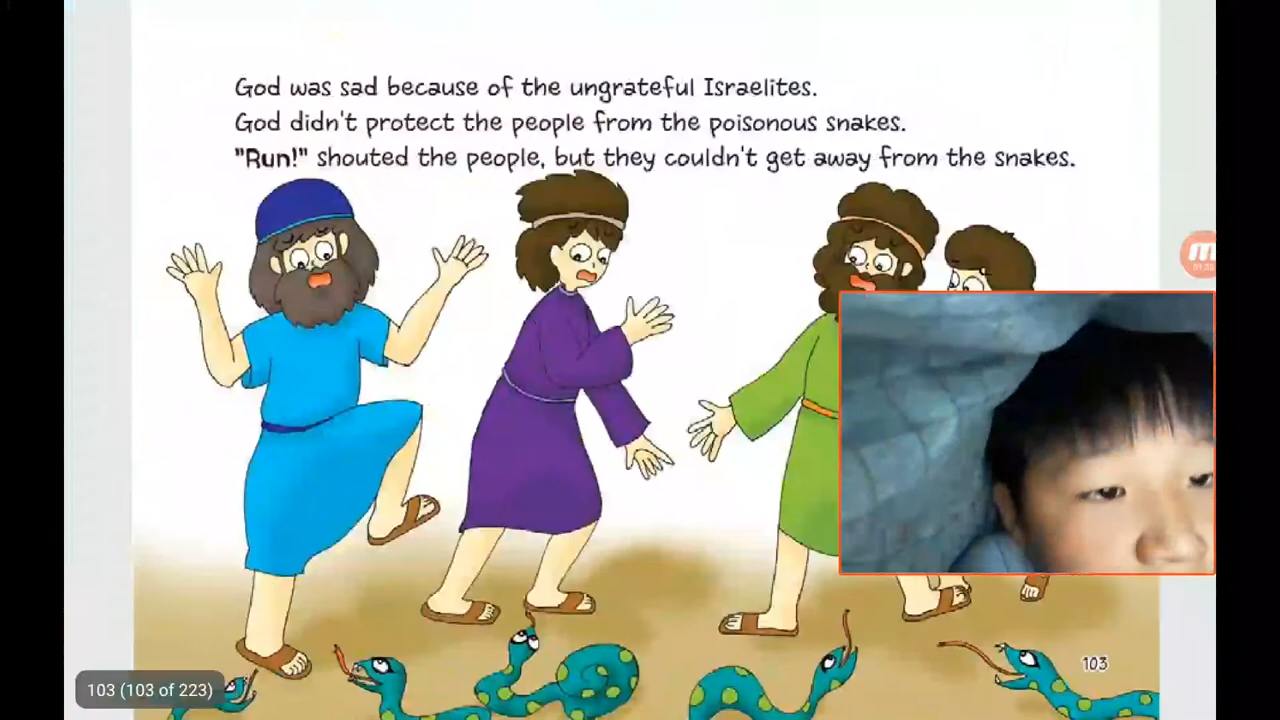 God was sad because of the ungrateful Israelites.
God didn't protect the people from the poisonous snakes.
"Run!" shouted the people, but they couldn't get away from the snakes.
103
103 (103 of 223)